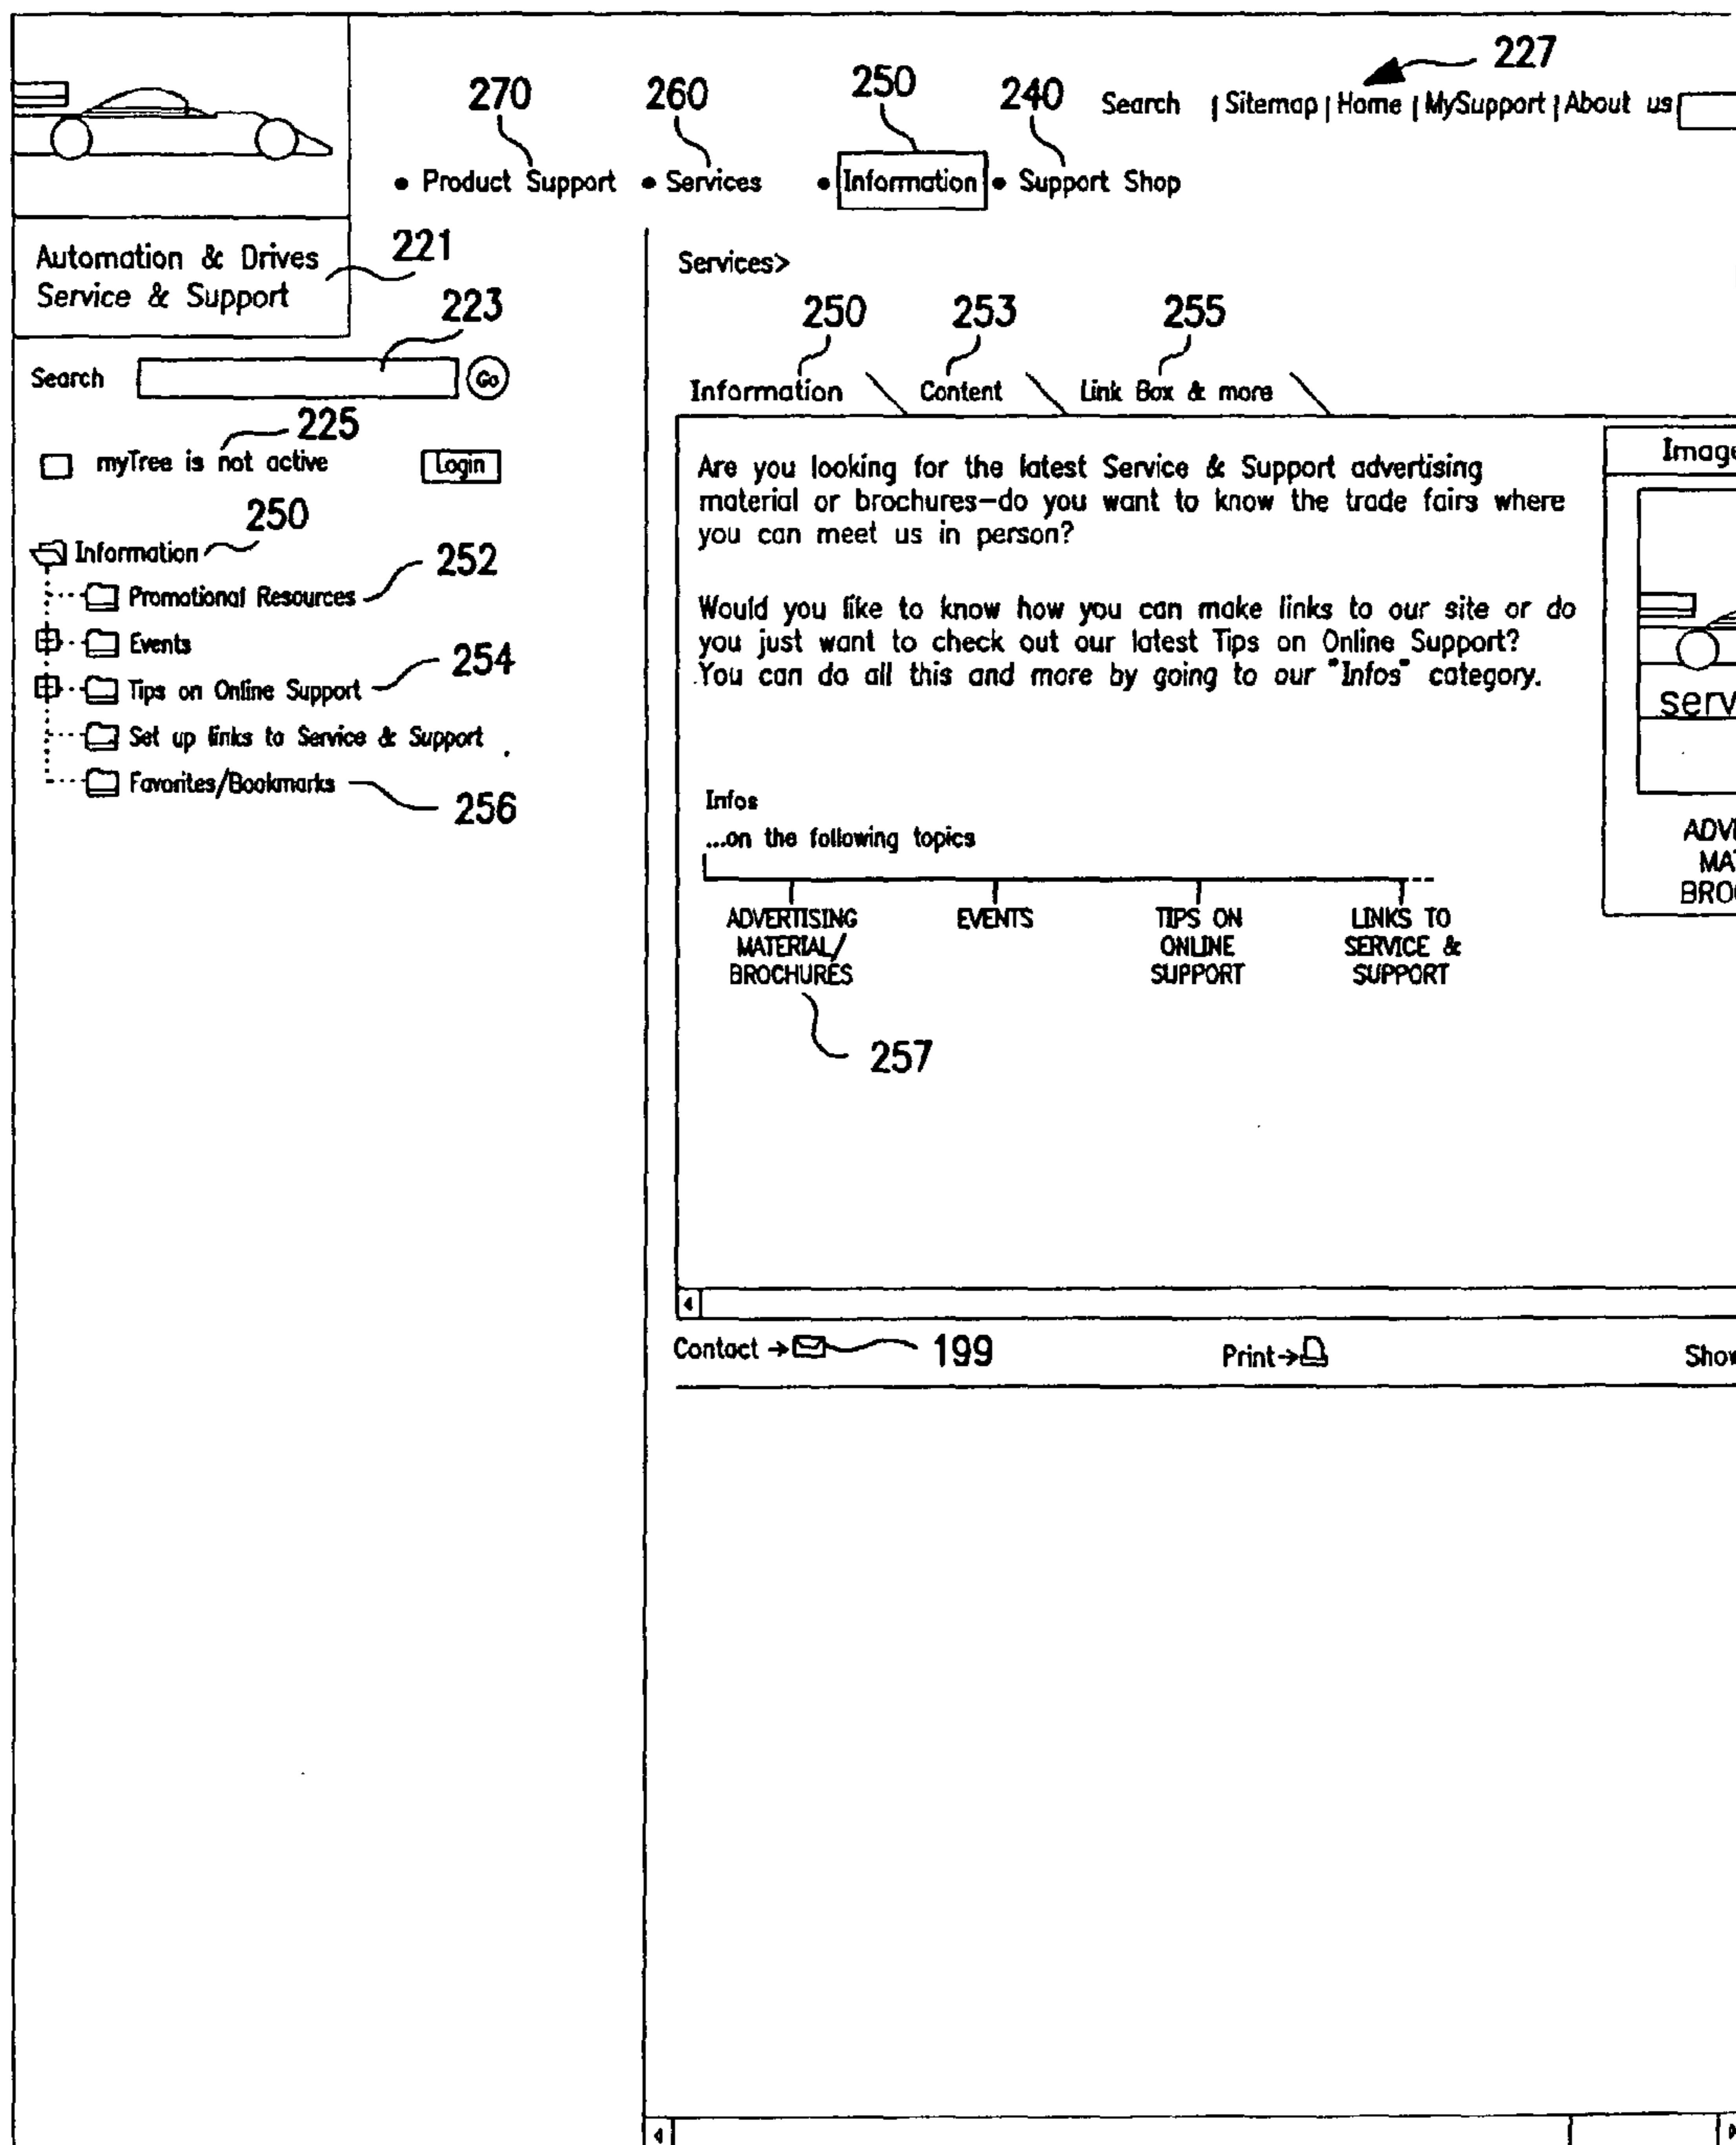 227
270 260 250 240
Search | Sitemap | Home | MySupport | About us
• Product Support • Services • Information • Support Shop
Automation & Drives
Service & Support
221
223
Search Go
225
myTree is not active Login
250
Information
252
Promotional Resources
Events
254
Tips on Online Support
Set up links to Service & Support
Favorites/Bookmarks
256
Services>
250 253 255
Information Content Link Box & more
Are you looking for the latest Service & Support advertising
material or brochures-do you want to know the trade fairs where
you can meet us in person?
Would you like to know how you can make links to our site or do
you just want to check out our latest Tips on Online Support?
You can do all this and more by going to our "Infos" category.
Infos
...on the following topics
ADVERTISING
MATERIAL/
BROCHURES
EVENTS
TIPS ON
ONLINE
SUPPORT
LINKS TO
SERVICE &
SUPPORT
257
Image
serv
ADVE
MAT
BROC
Contact → 199 Print→ Show